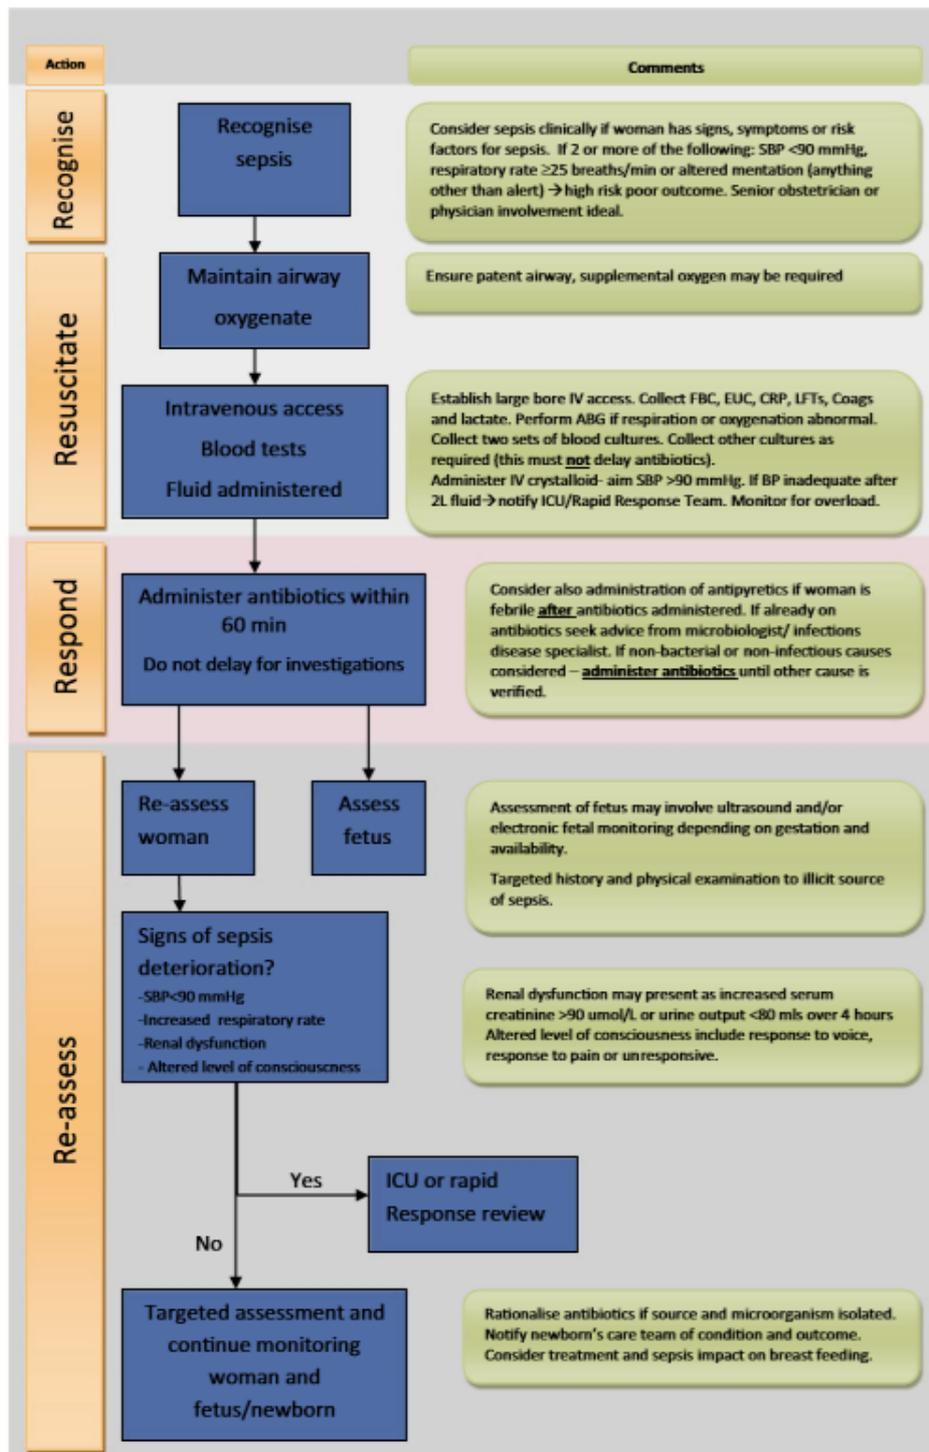 Action
Comments
Recognise
Recognise
sepsis
Consider sepsis clinically if woman has signs, symptoms or risk
factors for sepsis. If 2 or more of the following: SBP <90 mmHg,
respiratory rate ≥25 breaths/min or altered mentation (anything
other than alert) →high risk poor outcome. Senior obstetrician or
physician involvement ideal.
Resuscitate
Maintain airway
oxygenate
Ensure patent airway, supplemental oxygen may be required
Intravenous access
Blood tests
Fluid administered
Establish large bore IV access. Collect FBC, EUC, CRP, LFTs, Coags
and lactate. Perform ABG if respiration or oxygenation abnormal.
Collect two sets of blood cultures. Collect other cultures as
required (this must not delay antibiotics).
Administer IV crystalloid- aim SBP >90 mmHg. If BP inadequate after
2L fluid→notify ICU/Rapid Response Team. Monitor for overload.
Respond
Administer antibiotics within
60 min
Do not delay for investigations
Consider also administration of antipyretics if woman is
febrile after antibiotics administered. If already on
antibiotics seek advice from microbiologist/ infections
disease specialist. If non-bacterial or non-infectious causes
considered – administer antibiotics until other cause is
verified.
Re-assess
Re-assess
woman
Assess
fetus
Assessment of fetus may involve ultrasound and/or
electronic fetal monitoring depending on gestation and
availability.
Targeted history and physical examination to illicit source
of sepsis.
Signs of sepsis
deterioration?
-SBP<90 mmHg
-Increased respiratory rate
-Renal dysfunction
- Altered level of consciouscness
Renal dysfunction may present as increased serum
creatinine >90 umol/L or urine output <80 mls over 4 hours
Altered level of consciousness include response to voice,
response to pain or unresponsive.
Yes
ICU or rapid
Response review
No
Targeted assessment and
continue monitoring
woman and
fetus/newborn
Rationalise antibiotics if source and microorganism isolated.
Notify newborn's care team of condition and outcome.
Consider treatment and sepsis impact on breast feeding.